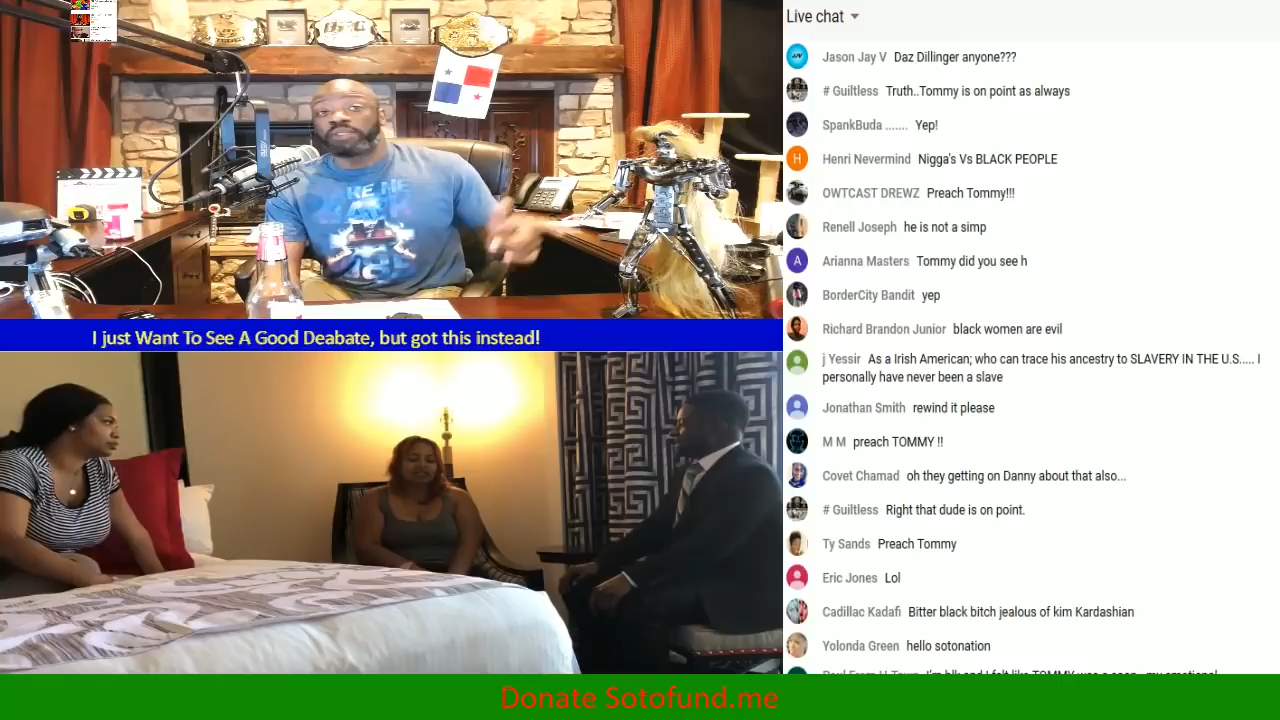 I just Want To See A Good Deabate, but got this instead!
Live chat
Jason Jay V Daz Dillinger anyone???
# Guiltless Truth..Tommy is on point as always
SpankBuda ....... Yep!
Henri Nevermind Nigga's Vs BLACK PEOPLE
OWTCAST DREWZ Preach Tommy!!!
Renell Joseph he is not a simp
Arianna Masters Tommy did you see h
BorderCity Bandit yep
Richard Brandon Junior black women are evil
j Yessir As a Irish American; who can trace his ancestry to SLAVERY IN THE U.S..... I
personally have never been a slave
Jonathan Smith rewind it please
M M preach TOMMY !!
Covet Chamad oh they getting on Danny about that also...
# Guiltless Right that dude is on point.
Ty Sands Preach Tommy
Eric Jones Lol
Cadillac Kadafi Bitter black bitch jealous of kim Kardashian
Yolonda Green hello sotonation
Donate Sotofund.me